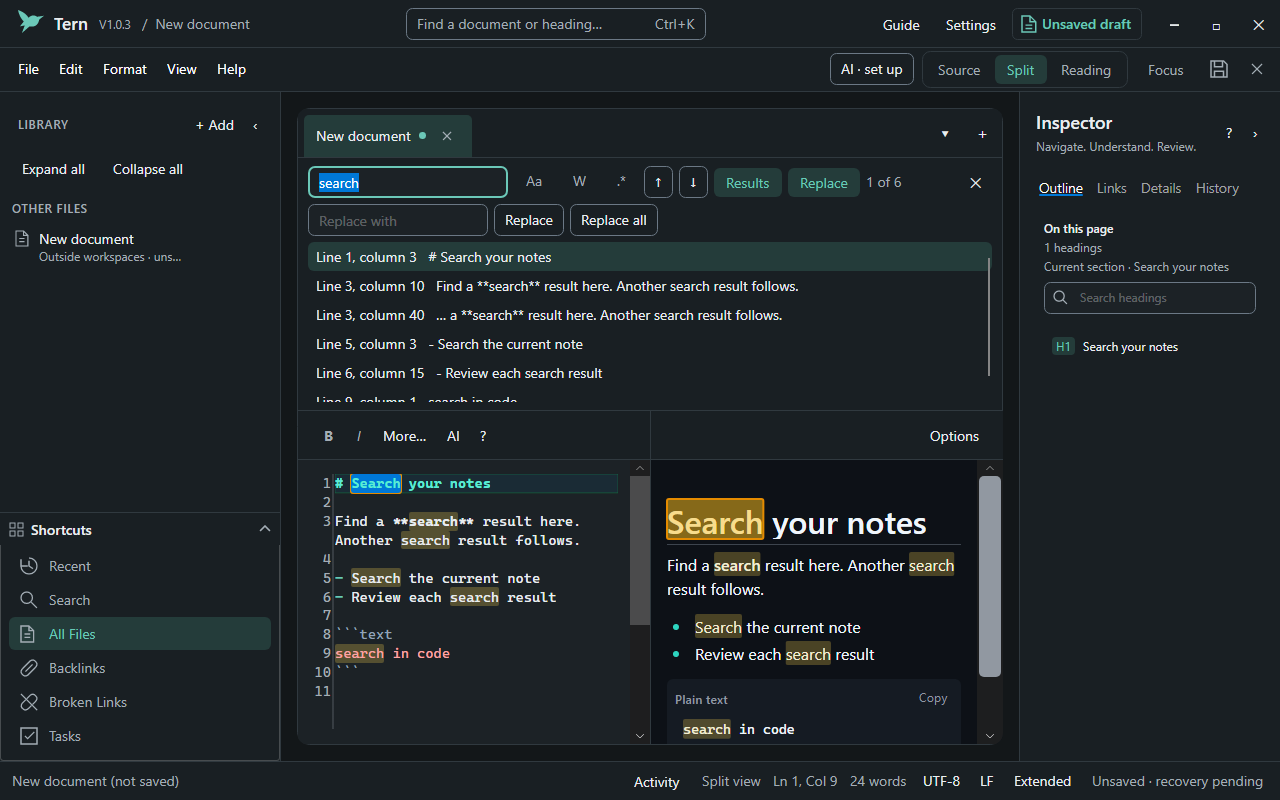 Tern V1.0.3 / New document
Find a document or heading... Ctrl+K
Guide Settings Unsaved draft
File Edit Format View Help
AI · set up Source Split Reading Focus
LIBRARY + Add ‹
Expand all Collapse all
OTHER FILES
New document
Outside workspaces · uns...
Shortcuts
Recent
Search
All Files
Backlinks
Broken Links
Tasks
New document
search Aa W .* ↑ ↓ Results Replace 1 of 6
Replace with Replace Replace all
Line 1, column 3 # Search your notes
Line 3, column 10 Find a **search** result here. Another search result follows.
Line 3, column 40 ... a **search** result here. Another search result follows.
Line 5, column 3 - Search the current note
Line 6, column 15 - Review each search result
Line 9, column 1 search in code
B I More... AI ?
Options
1 # Search your notes
2
3 Find a **search** result here.
Another search result follows.
4
5 - Search the current note
6 - Review each search result
7
8 ```text
9 search in code
10 ```
11
Search your notes
Find a search result here. Another search
result follows.
• Search the current note
• Review each search result
Plain text Copy
search in code
Inspector ? ›
Navigate. Understand. Review.
Outline Links Details History
On this page
1 headings
Current section · Search your notes
Search headings
H1 Search your notes
New document (not saved)
Activity Split view Ln 1, Col 9 24 words UTF-8 LF Extended Unsaved · recovery pending